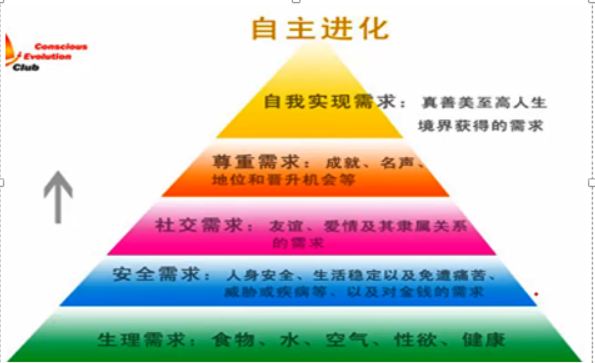 自主进化
Conscious
Evolution
Club
自我实现需求：真善美至高人生
境界获得的需求
尊重需求：成就、名声、
地位和晋升机会等
社交需求：友谊、爱情及其隶属关系
的需求
安全需求：人身安全、生活稳定以及免遭痛苦、
威胁或疾病等、以及对金钱的需求
生理需求：食物、水、空气、性欲、健康